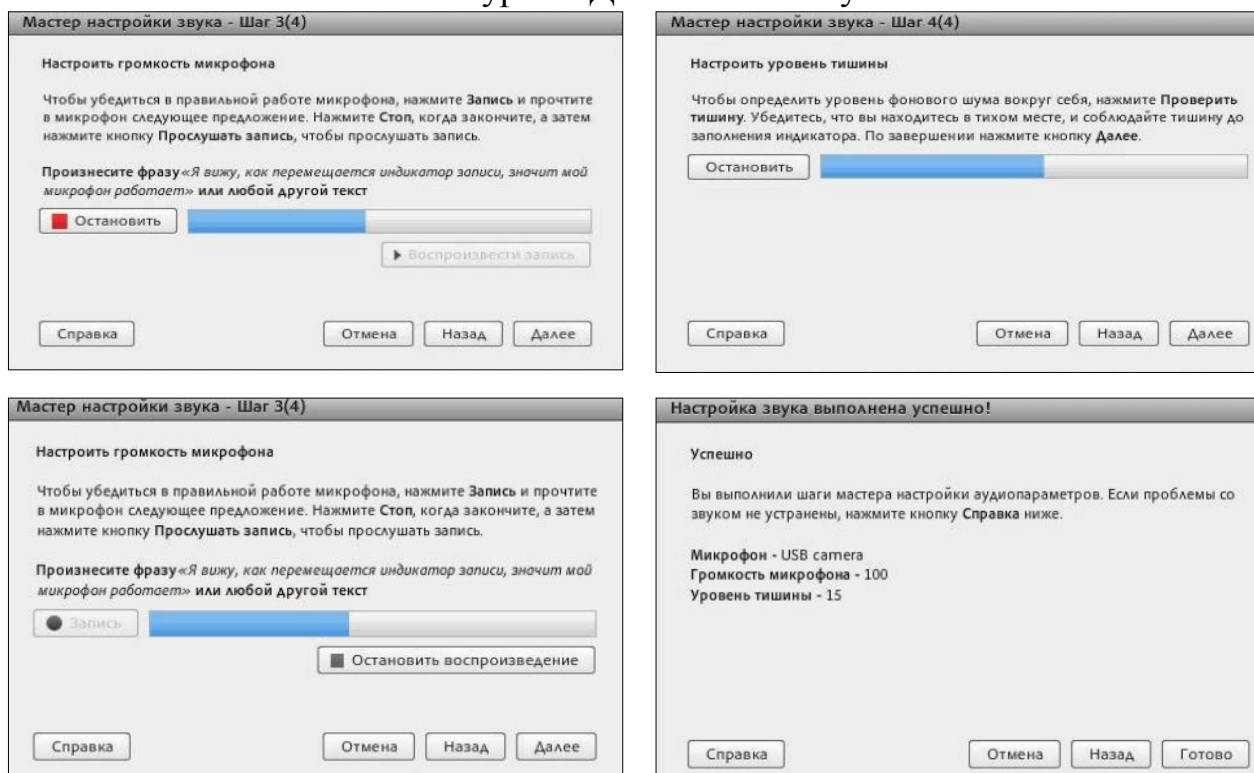 Мастер настройки звука - Шаг 3(4)
Настроить громкость микрофона
Чтобы убедиться в правильной работе микрофона, нажмите Запись и прочтите
в микрофон следующее предложение. Нажмите Стоп, когда закончите, а затем
нажмите кнопку Прослушать запись, чтобы прослушать запись.
Произнесите фразу «Я вижу, как перемещается индикатор записи, значит мой
микрофон работает» или любой другой текст
Остановить
Воспроизвести запись
Справка
Отмена
Назад
Далее
Мастер настройки звука - Шаг 4(4)
Настроить уровень тишины
Чтобы определить уровень фонового шума вокруг себя, нажмите Проверить
тишину. Убедитесь, что вы находитесь в тихом месте, и соблюдайте тишину до
заполнения индикатора. По завершении нажмите кнопку Далее.
Остановить
Справка
Отмена
Назад
Далее
Мастер настройки звука - Шаг 3(4)
Настроить громкость микрофона
Чтобы убедиться в правильной работе микрофона, нажмите Запись и прочтите
в микрофон следующее предложение. Нажмите Стоп, когда закончите, а затем
нажмите кнопку Прослушать запись, чтобы прослушать запись.
Произнесите фразу «Я вижу, как перемещается индикатор записи, значит мой
микрофон работает» или любой другой текст
Запись
Остановить воспроизведение
Справка
Отмена
Назад
Далее
Настройка звука выполнена успешно!
Успешно
Вы выполнили шаги мастера настройки аудиопараметров. Если проблемы со
звуком не устранены, нажмите кнопку Справка ниже.
Микрофон - USB camera
Громкость микрофона - 100
Уровень тишины - 15
Справка
Отмена
Назад
Готово